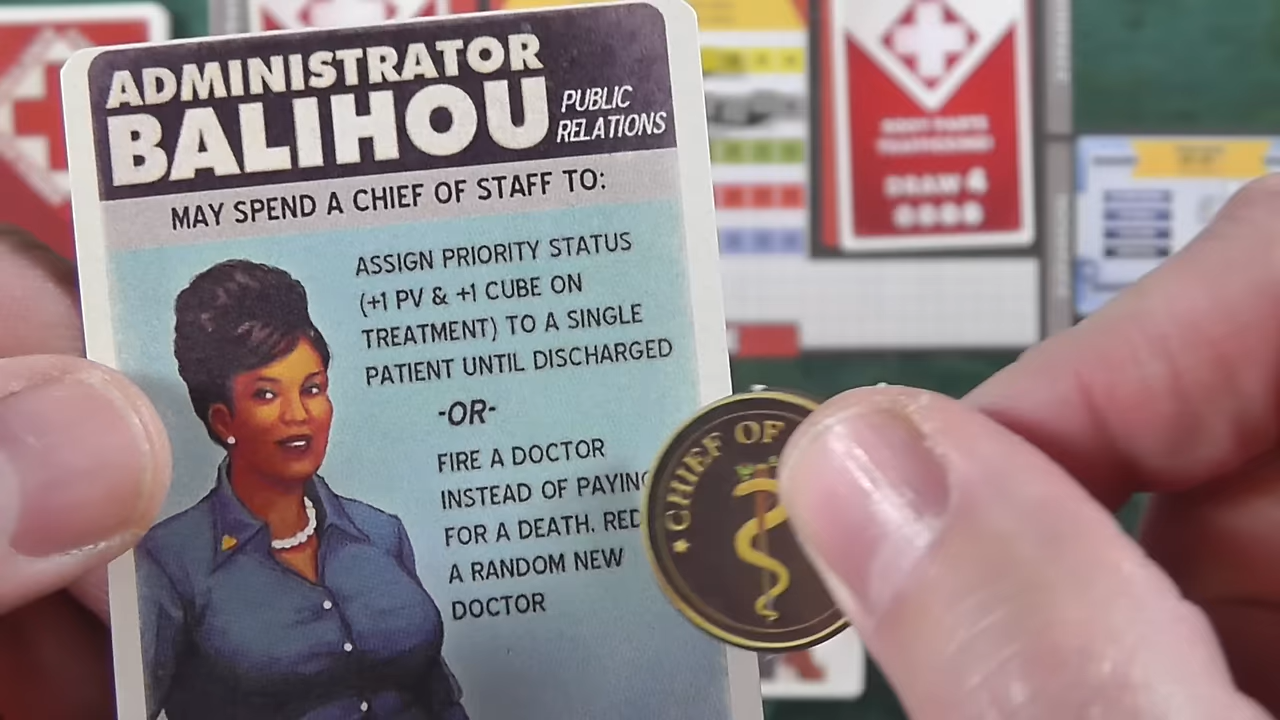 ADMINISTRATOR
BALIHOU
PUBLIC
RELATIONS
MAY SPEND A CHIEF OF STAFF TO:
ASSIGN PRIORITY STATUS
(+1 PV & +1 CUBE ON
TREATMENT) TO A SINGLE
PATIENT UNTIL DISCHARGED
-OR-
FIRE A DOCTOR
INSTEAD OF PAYING
FOR A DEATH. RED
A RANDOM NEW
DOCTOR
CHIEF OF
DRAW 4